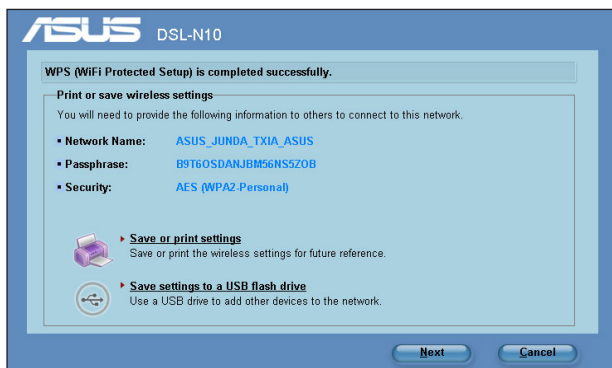 ASUS DSL-N10
WPS (WiFi Protected Setup) is completed successfully.
Print or save wireless settings
You will need to provide the following information to others to connect to this network.
Network Name: ASUS_JUNDA_TXIA_ASUS
Passphrase: B9T6OSDANJBM56NS5ZOB
Security: AES (WPA2-Personal)
Save or print settings
Save or print the wireless settings for future reference.
Save settings to a USB flash drive
Use a USB drive to add other devices to the network.
Next Cancel